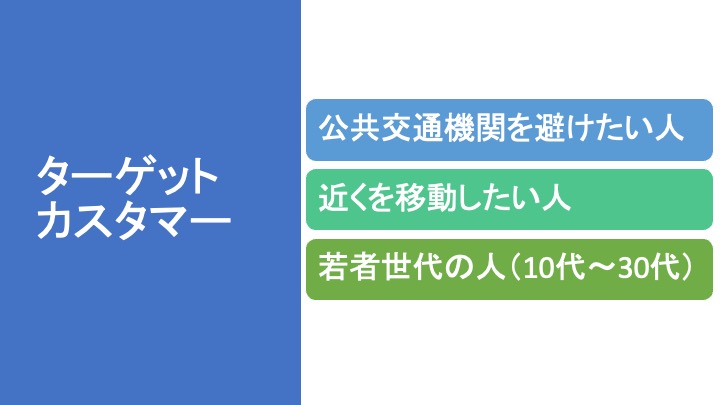 ターゲット
カスタマー
公共交通機関を避けたい人
近くを移動したい人
若者世代の人（10代～30代）